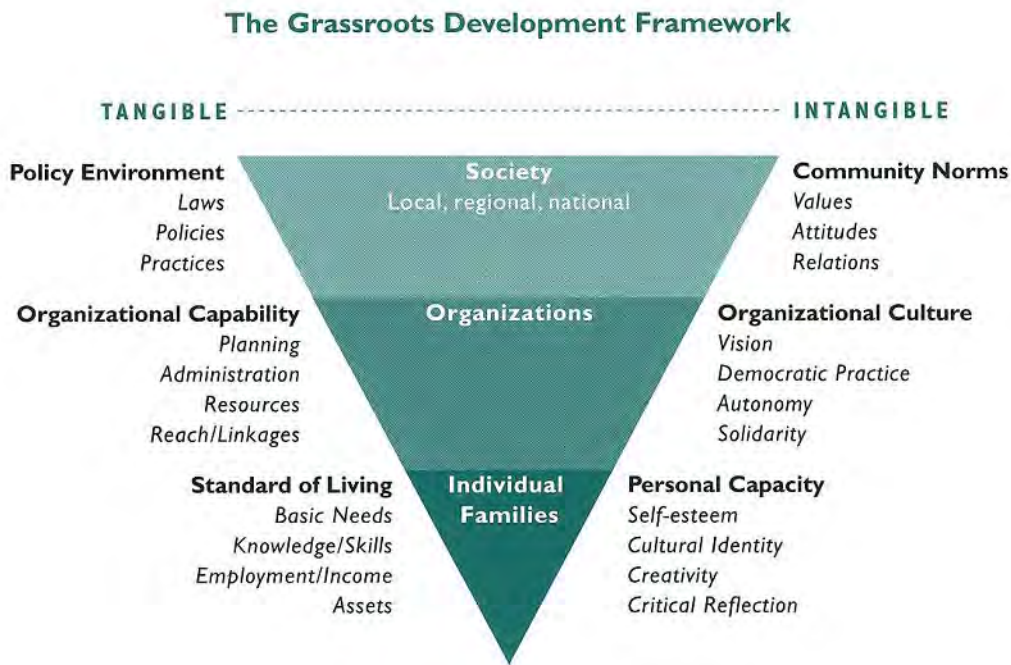 The Grassroots Development Framework
TANGIBLE INTANGIBLE
Policy Environment
Laws
Policies
Practices
Society
Local, regional, national
Community Norms
Values
Attitudes
Relations
Organizational Capability
Planning
Administration
Resources
Reach/Linkages
Organizations
Organizational Culture
Vision
Democratic Practice
Autonomy
Solidarity
Standard of Living
Basic Needs
Knowledge/Skills
Employment/Income
Assets
Individual
Families
Personal Capacity
Self-esteem
Cultural Identity
Creativity
Critical Reflection